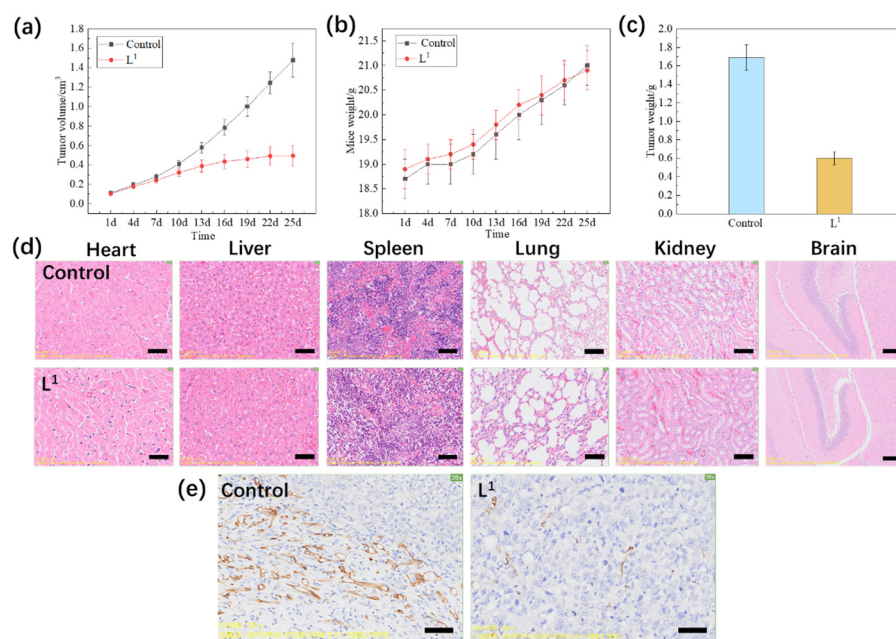 (a)
Tumor volume/cm³
1.8
1.6
1.4
1.2
1.0
0.8
0.6
0.4
0.2
0.0
Control
L¹
1d 4d 7d 10d 13d 16d 19d 22d 25d
Time
(b)
Mice weight/g
21.5
21.0
20.5
20.0
19.5
19.0
18.5
18.0
Control
L¹
1d 4d 7d 10d 13d 16d 19d 22d 25d
Time
(c)
Tumor weight/g
2.0
1.8
1.6
1.4
1.2
1.0
0.8
0.6
0.4
0.2
0.0
Control L¹
(d) Heart Liver Spleen Lung Kidney Brain
Control
L¹
(e) Control L¹